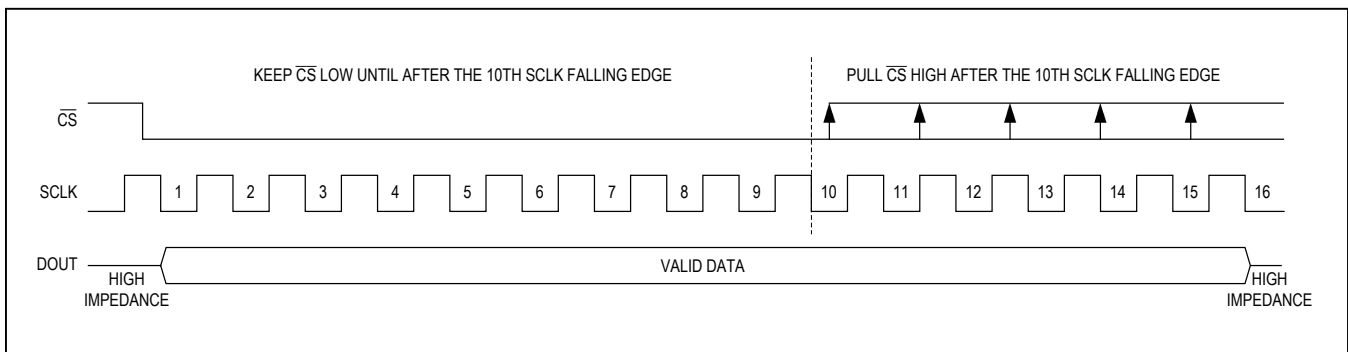 KEEP CS LOW UNTIL AFTER THE 10TH SCLK FALLING EDGE
PULL CS HIGH AFTER THE 10TH SCLK FALLING EDGE
CS
SCLK
1 2 3 4 5 6 7 8 9 10 11 12 13 14 15 16
DOUT
HIGH
IMPEDANCE
VALID DATA
HIGH
IMPEDANCE